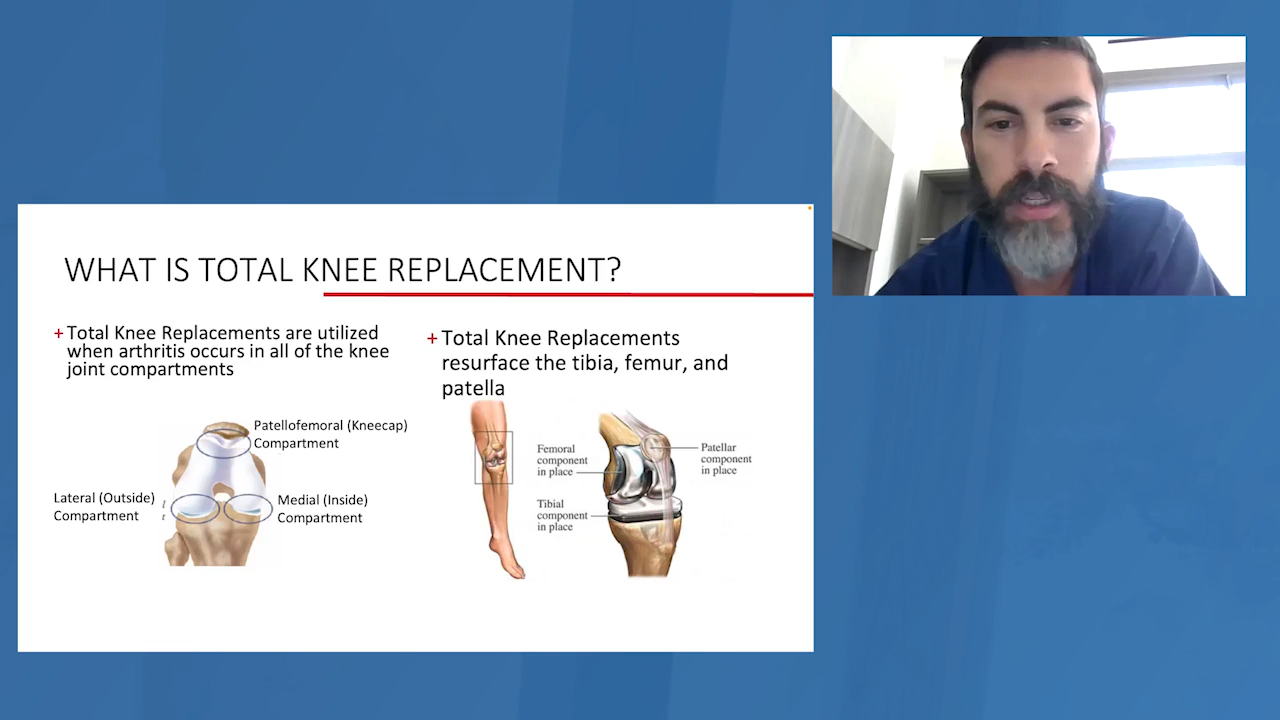 WHAT IS TOTAL KNEE REPLACEMENT?
+ Total Knee Replacements are utilized
when arthritis occurs in all of the knee
joint compartments
Patellofemoral (Kneecap)
Compartment
Lateral (Outside)
Compartment
Medial (Inside)
Compartment
+ Total Knee Replacements
resurface the tibia, femur, and
patella
Femoral
component
in place
Patellar
component
in place
Tibial
component
in place